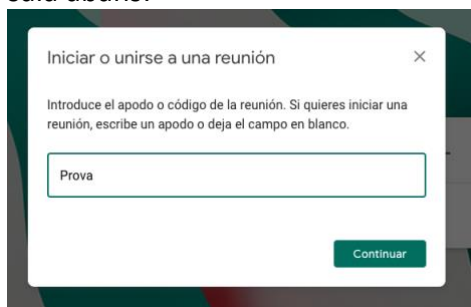 Iniciar o unirse a una reunión
Introduce el apodo o código de la reunión. Si quieres iniciar una
reunión, escribe un apodo o deja el campo en blanco.
Prova
Continuar